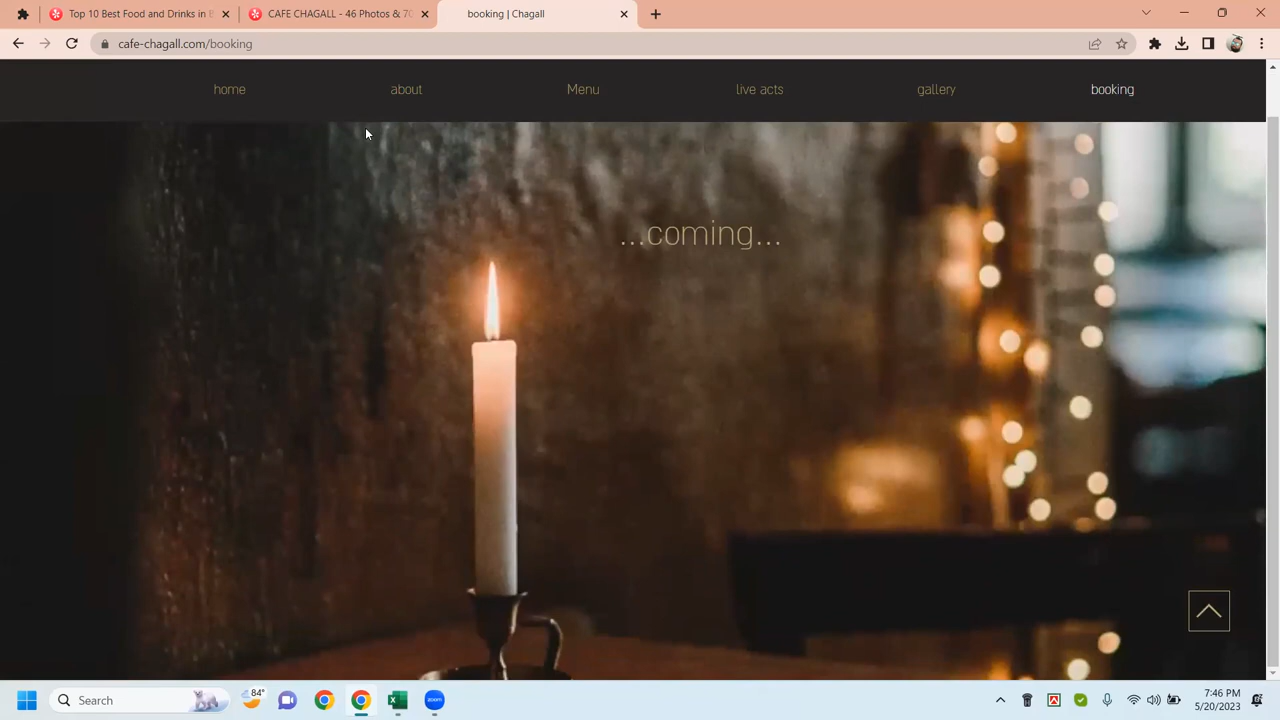 Top 10 Best Food and Drinks in B
CAFE CHAGALL - 46 Photos & 70
booking | Chagall
cafe-chagall.com/booking
home
about
Menu
live acts
gallery
booking
...coming...
Search
84°
zoom
7:46 PM
5/20/2023